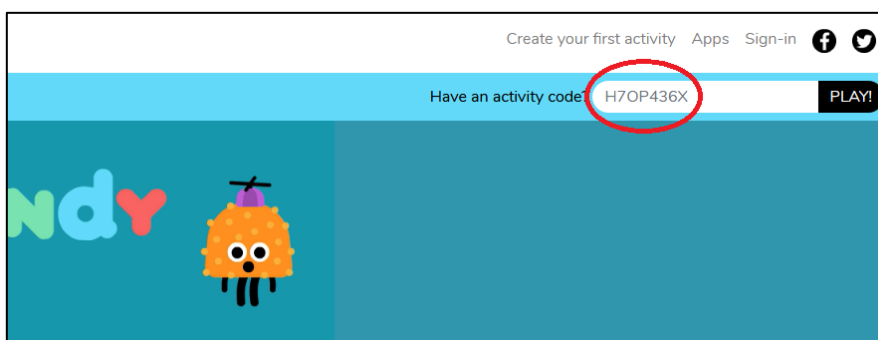 Create your first activity Apps Sign-in
Have an activity code? H7OP436X PLAY!
NdY